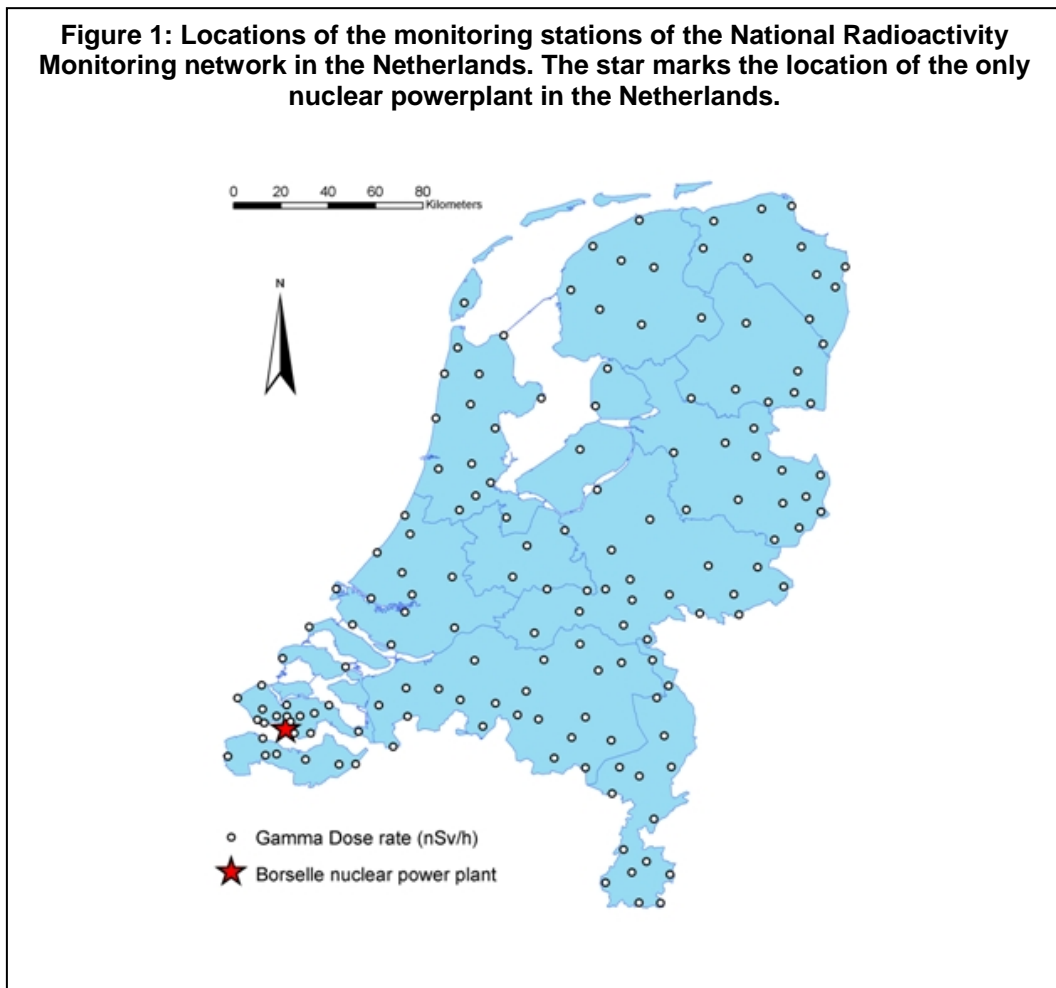 Figure 1: Locations of the monitoring stations of the National Radioactivity
Monitoring network in the Netherlands. The star marks the location of the only
nuclear powerplant in the Netherlands.
0 20 40 60 80
Kilometers
N
Gamma Dose rate (nSv/h)
Borselle nuclear power plant